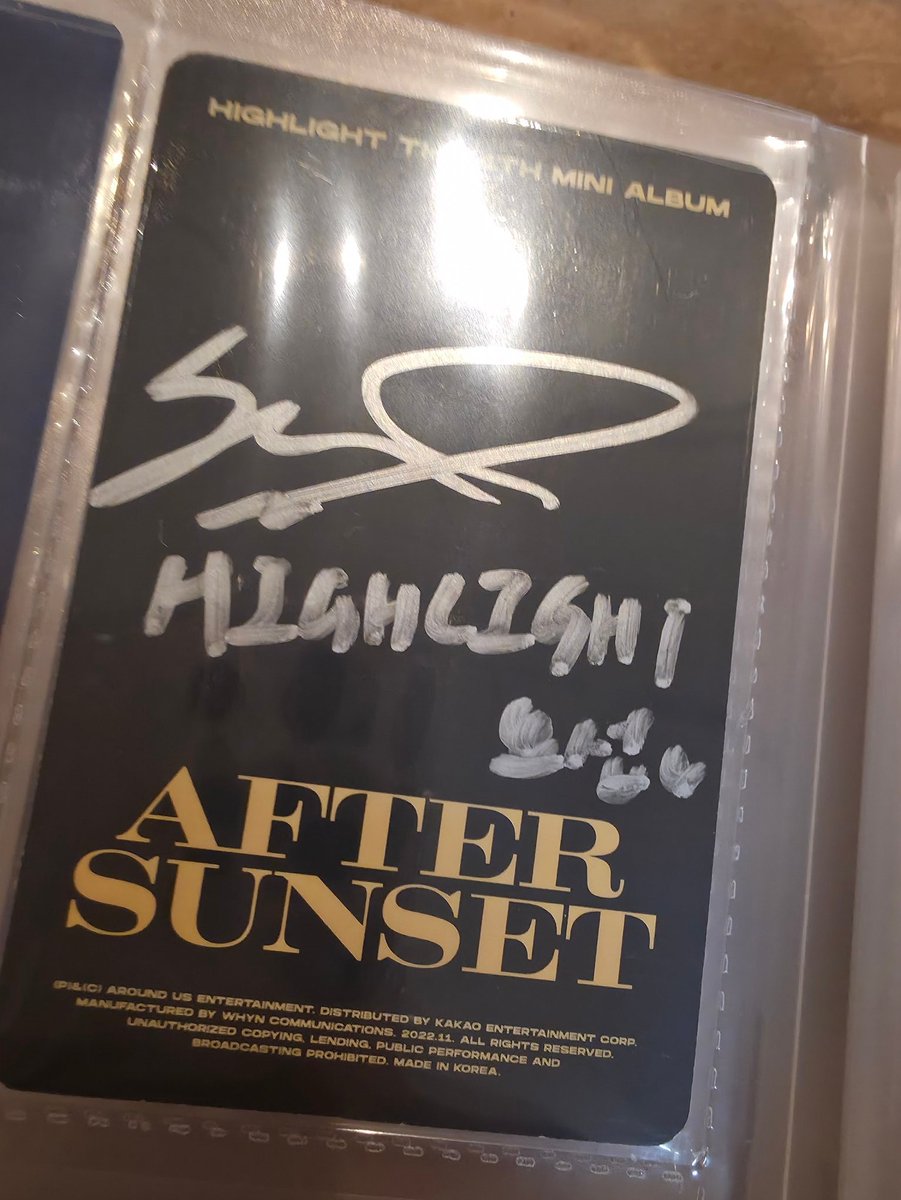 HIGHLIGHT MINI ALBUM
HIGHLIGHT
AFTER
SUNSET
(P)&(C) AROUND US ENTERTAINMENT. DISTRIBUTED BY KAKAO ENTERTAINMENT CORP.
MANUFACTURED BY WHYN COMMUNICATIONS. 2022.11. ALL RIGHTS RESERVED.
UNAUTHORIZED COPYING, LENDING, PUBLIC PERFORMANCE AND
BROADCASTING PROHIBITED. MADE IN KOREA.